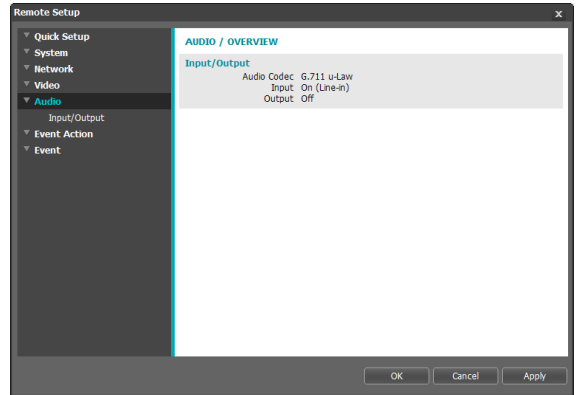 Remote Setup
x
Quick Setup
System
Network
Video
Audio
Input/Output
Event Action
Event
AUDIO / OVERVIEW
Input/Output
Audio Codec G.711 u-Law
Input On (Line-in)
Output Off
OK Cancel Apply